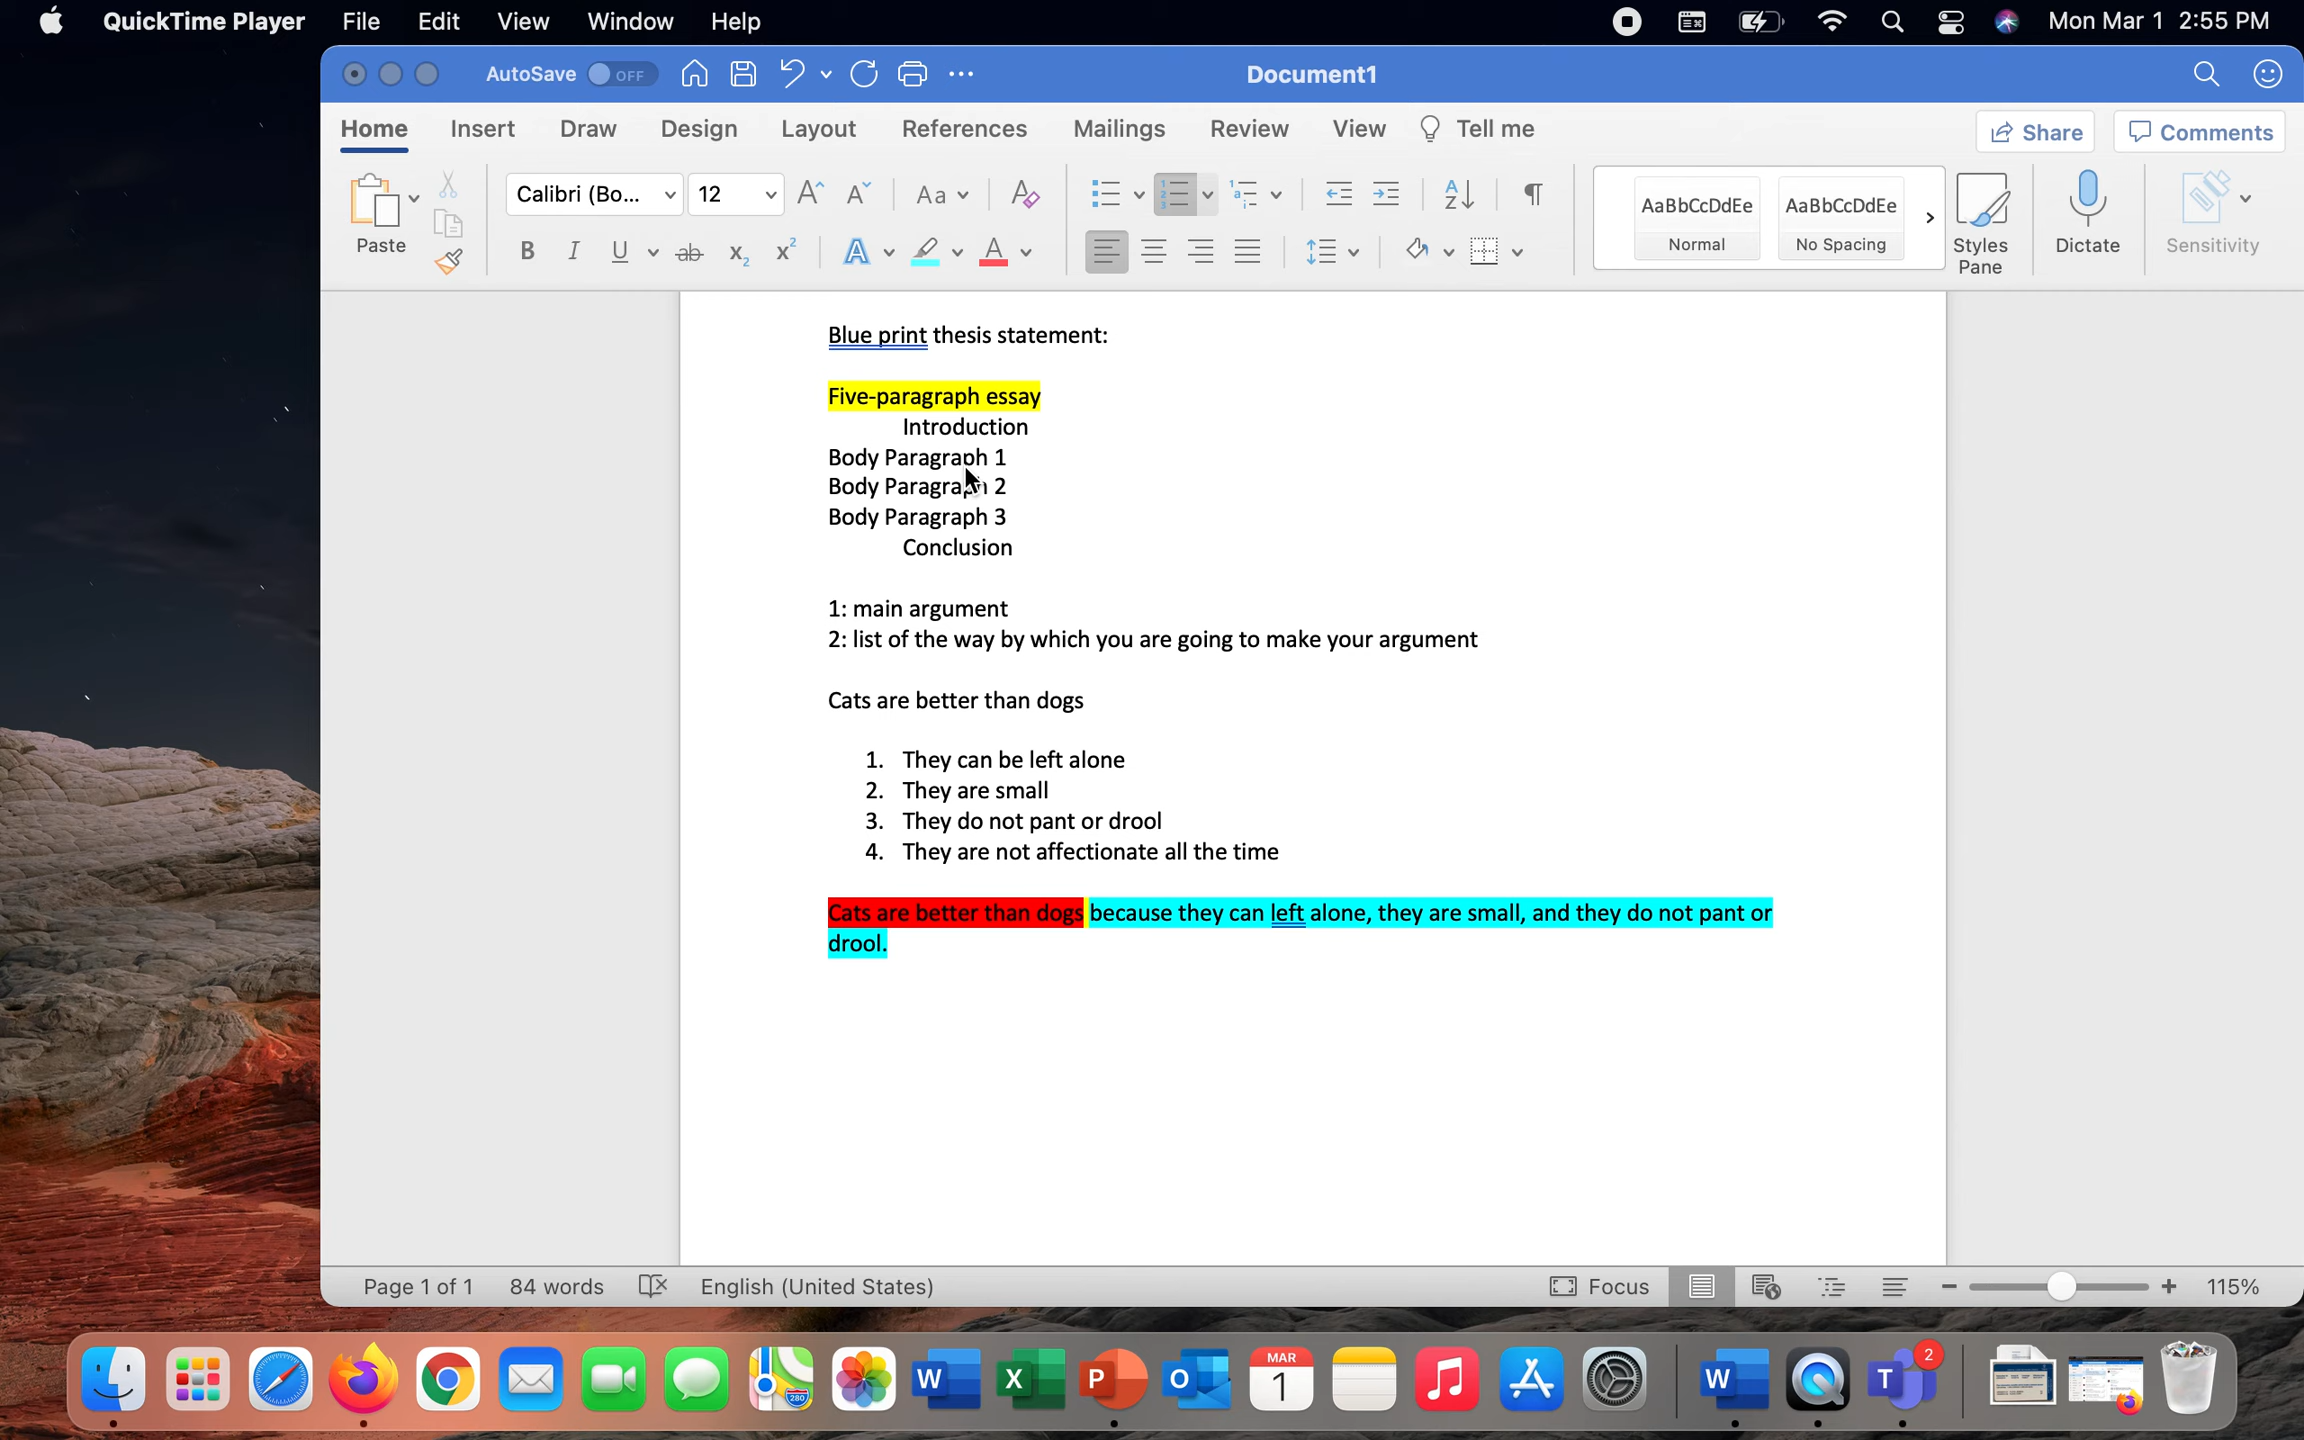 QuickTime Player File Edit View Window Help Mon Mar 1 2:55 PM
AutoSave OFF Document1
Home Insert Draw Design Layout References Mailings Review View Tell me Share Comments
Calibri (Bo... 12 Aa AaBbCcDdEe AaBbCcDdEe
Paste Normal No Spacing Styles Pane Dictate Sensitivity
Blue print thesis statement:
Five-paragraph essay
Introduction
Body Paragraph 1
Body Paragraph 2
Body Paragraph 3
Conclusion
1: main argument
2: list of the way by which you are going to make your argument
Cats are better than dogs
1. They can be left alone
2. They are small
3. They do not pant or drool
4. They are not affectionate all the time
Cats are better than dogs because they can left alone, they are small, and they do not pant or
drool.
Page 1 of 1 84 words English (United States) Focus 115%
MAR
1
2